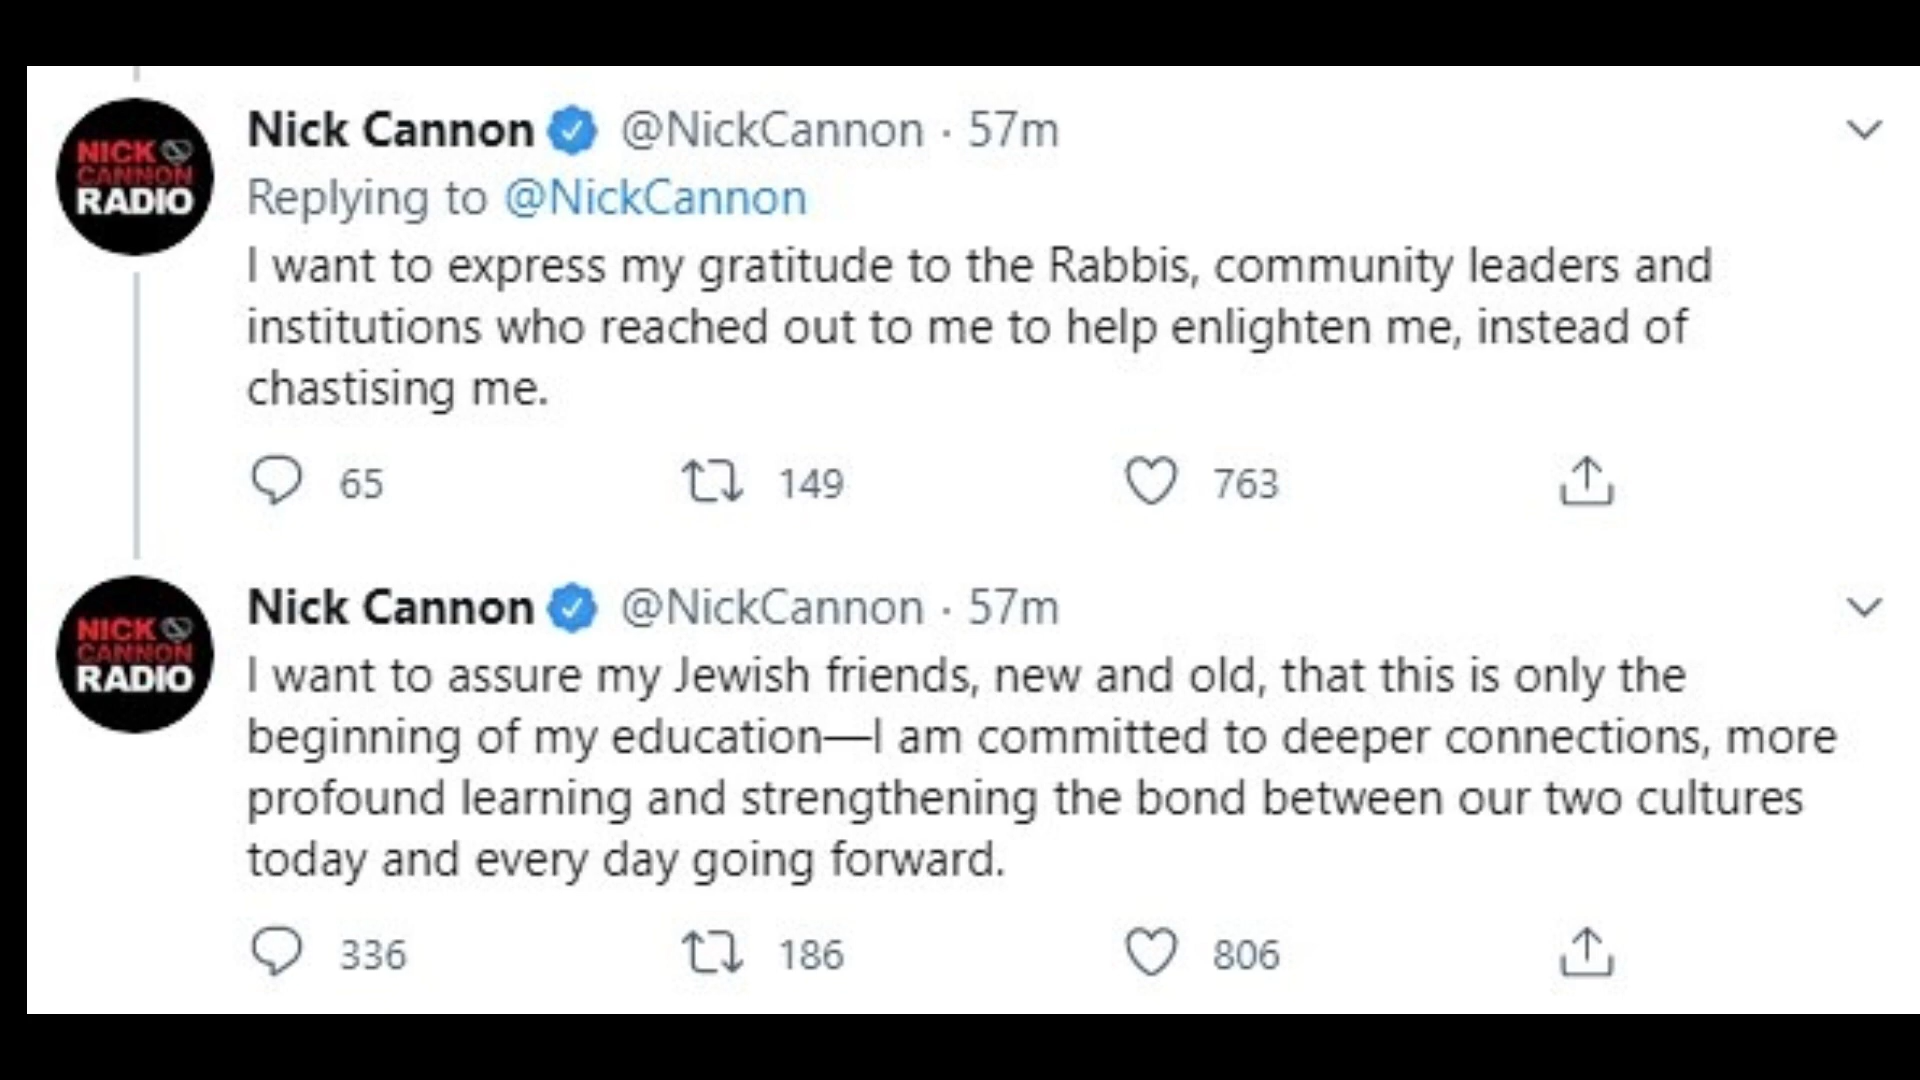 NICK
CANNON
RADIO
Nick Cannon @NickCannon · 57m
Replying to @NickCannon
I want to express my gratitude to the Rabbis, community leaders and
institutions who reached out to me to help enlighten me, instead of
chastising me.
65 149 763
NICK
CANNON
RADIO
Nick Cannon @NickCannon · 57m
I want to assure my Jewish friends, new and old, that this is only the
beginning of my education—I am committed to deeper connections, more
profound learning and strengthening the bond between our two cultures
today and every day going forward.
336 186 806